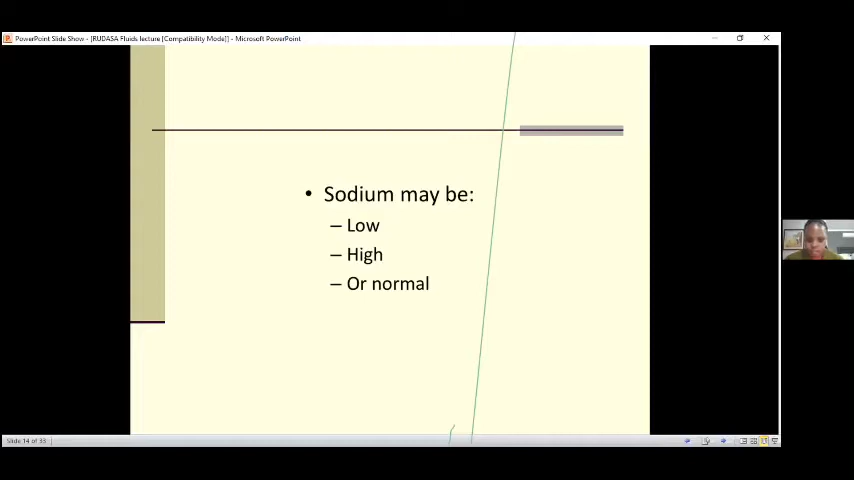 PowerPoint Slide Show - [RUDASA Fluids lecture [Compatibility Mode]] - Microsoft PowerPoint
• Sodium may be:
– Low
– High
– Or normal
Slide 14 of 33